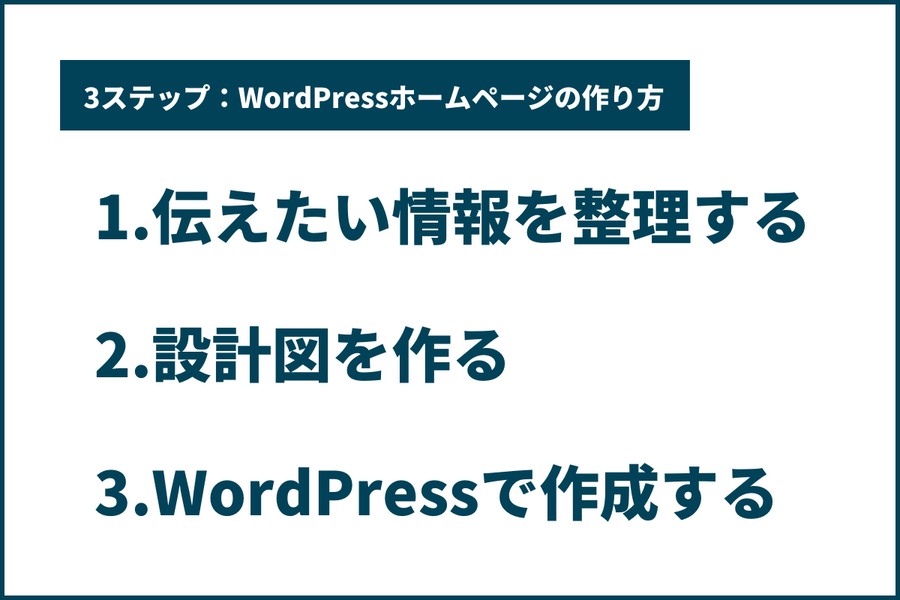 3ステップ：WordPressホームページの作り方
1.伝えたい情報を整理する
2.設計図を作る
3.WordPressで作成する